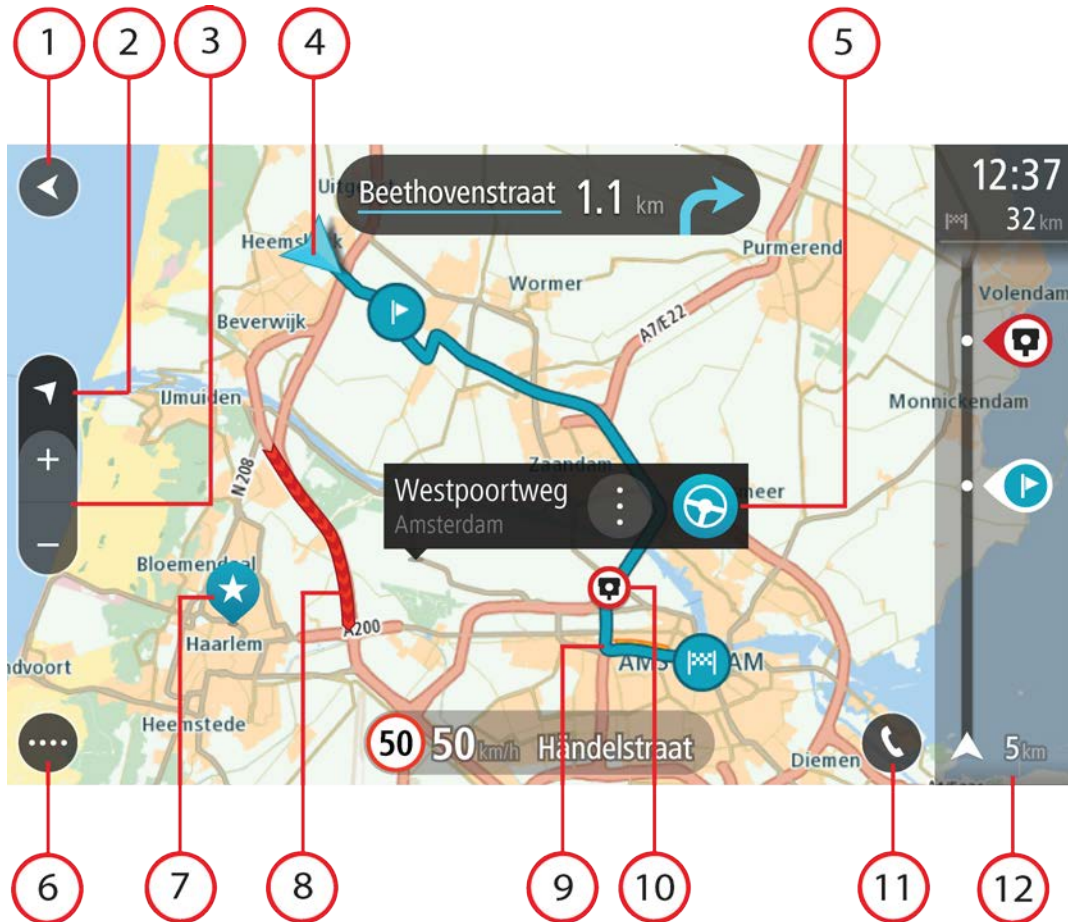 1 2 3 4 5
12:37
Beethovenstraat 1.1 km
32 km
Purmerend
Wormer
Volendam
Beverwijk
A7/E22
IJmuiden
Monnickendam
+
Zaandam
N208
Westpoortweg
Amsterdam
−
Bloemendaal
A200
Haarlem
Heemstede
50 50 km/h Händelstraat
Diemen
5 km
6 7 8 9 10 11 12